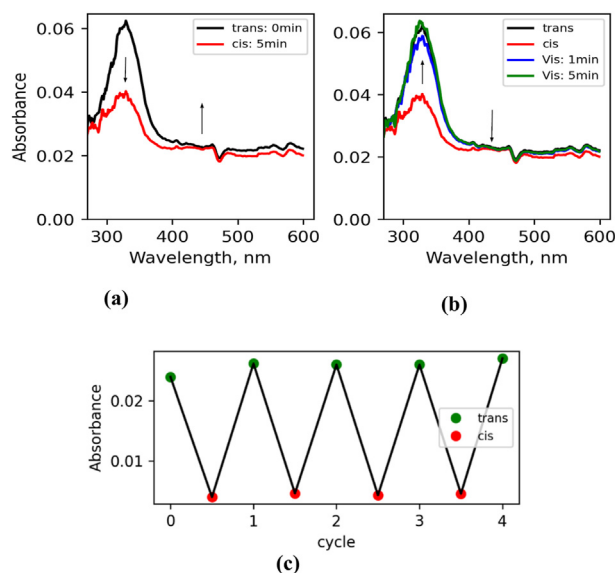 trans: 0min
cis: 5min
Absorbance
0.06
0.04
0.02
0.00
300
400
500
600
Wavelength, nm
(a)
trans
cis
Vis: 1min
Vis: 5min
0.06
0.04
0.02
0.00
300
400
500
600
Wavelength, nm
(b)
Absorbance
0.02
0.01
trans
cis
0
1
2
3
4
cycle
(c)